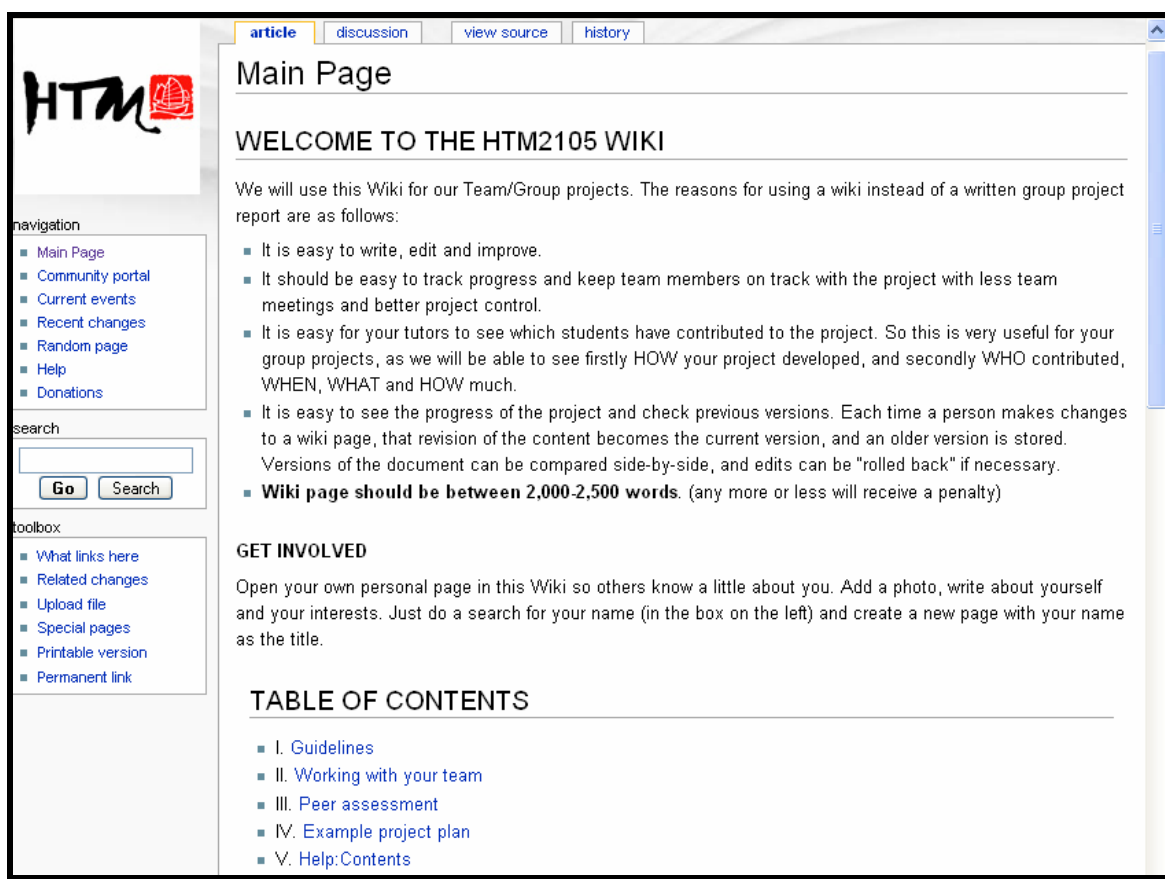 article
discussion
view source
history
HTM
Main Page
WELCOME TO THE HTM2105 WIKI
We will use this Wiki for our Team/Group projects. The reasons for using a wiki instead of a written group project
report are as follows:
It is easy to write, edit and improve.
It should be easy to track progress and keep team members on track with the project with less team
meetings and better project control.
It is easy for your tutors to see which students have contributed to the project. So this is very useful for your
group projects, as we will be able to see firstly HOW your project developed, and secondly WHO contributed,
WHEN, WHAT and HOW much.
It is easy to see the progress of the project and check previous versions. Each time a person makes changes
to a wiki page, that revision of the content becomes the current version, and an older version is stored.
Versions of the document can be compared side-by-side, and edits can be "rolled back" if necessary.
Wiki page should be between 2,000-2,500 words. (any more or less will receive a penalty)
GET INVOLVED
Open your own personal page in this Wiki so others know a little about you. Add a photo, write about yourself
and your interests. Just do a search for your name (in the box on the left) and create a new page with your name
as the title.
TABLE OF CONTENTS
I. Guidelines
II. Working with your team
III. Peer assessment
IV. Example project plan
V. Help:Contents
navigation
Main Page
Community portal
Current events
Recent changes
Random page
Help
Donations
search
Go
Search
toolbox
What links here
Related changes
Upload file
Special pages
Printable version
Permanent link